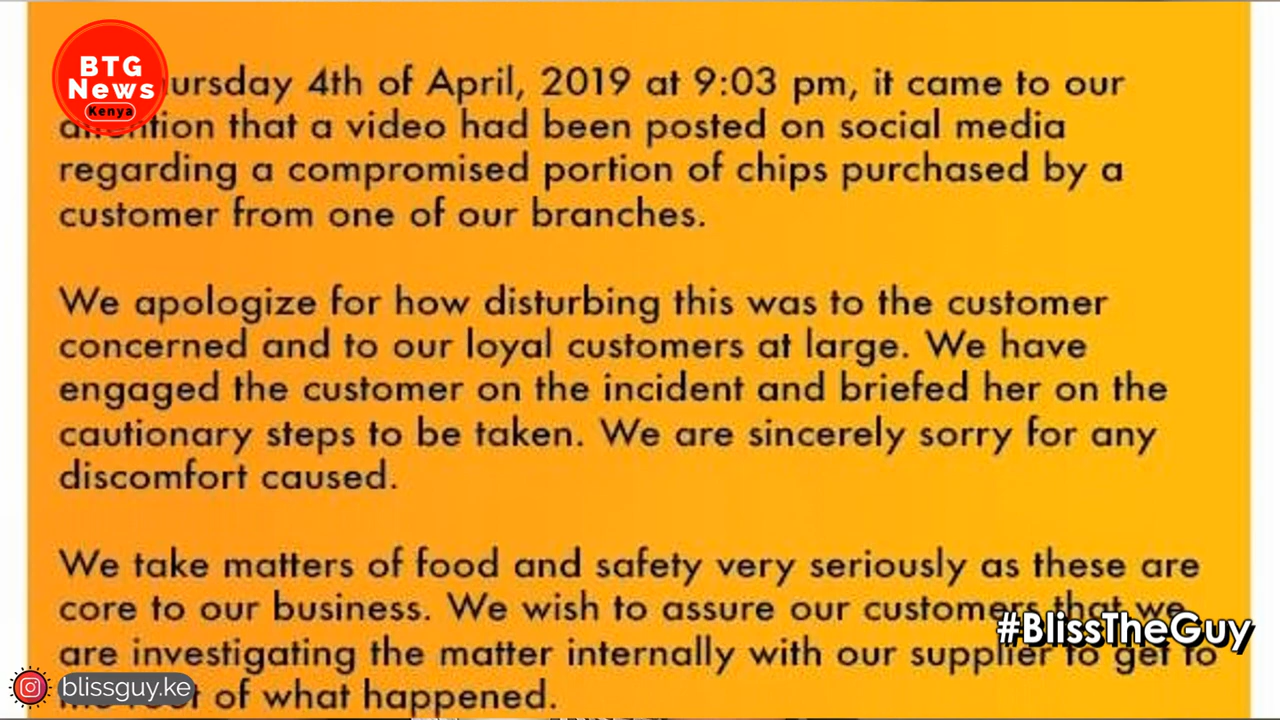 BTG
News
Kenya
ursday 4th of April, 2019 at 9:03 pm, it came to our
attention that a video had been posted on social media
regarding a compromised portion of chips purchased by a
customer from one of our branches.
We apologize for how disturbing this was to the customer
concerned and to our loyal customers at large. We have
engaged the customer on the incident and briefed her on the
cautionary steps to be taken. We are sincerely sorry for any
discomfort caused.
We take matters of food and safety very seriously as these are
core to our business. We wish to assure our customers that we
#BlissTheGuy
are investigating the matter internally with our supplier to get to
blissguy.ke
of what happened.